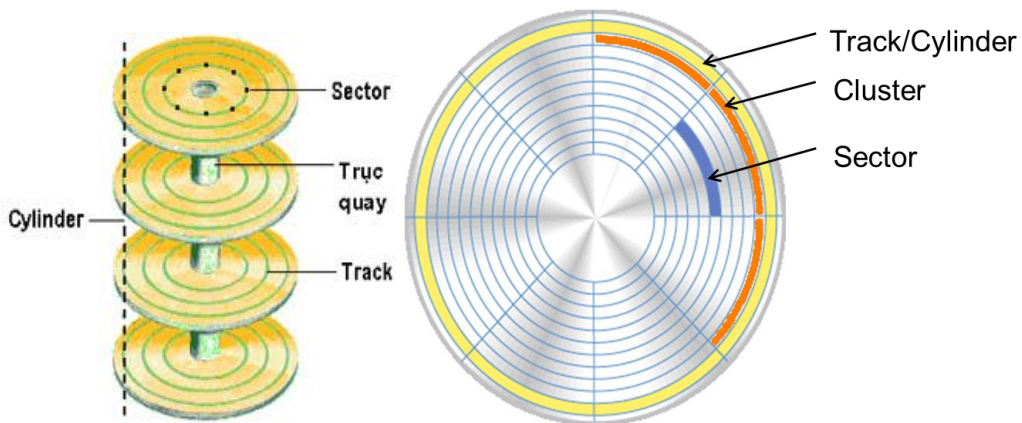 Sector
Trục
quay
Cylinder
Track
Track/Cylinder
Cluster
Sector